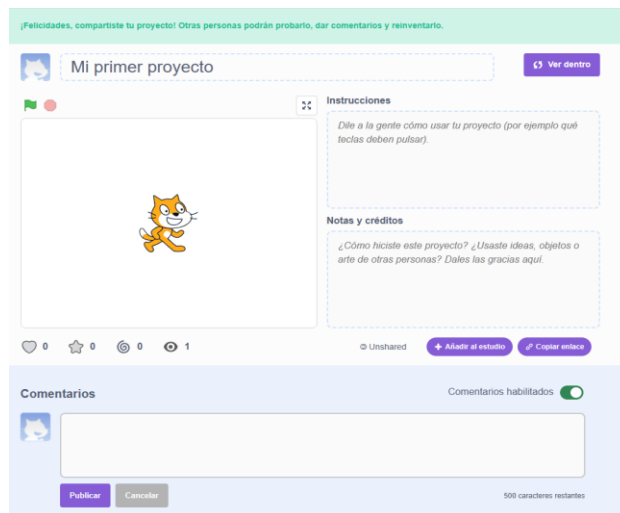 ¡Felicidades, compartiste tu proyecto! Otras personas podrán probarlo, dar comentarios y reinventarlo.
Mi primer proyecto
Ver dentro
Instrucciones
Dile a la gente cómo usar tu proyecto (por ejemplo qué
teclas deben pulsar).
Notas y créditos
¿Cómo hiciste este proyecto? ¿Usaste ideas, objetos o
arte de otras personas? Dales las gracias aquí.
0
0
0
1
Unshared
Añadir al estudio
Copiar enlace
Comentarios
Comentarios habilitados
Publicar
Cancelar
500 caracteres restantes